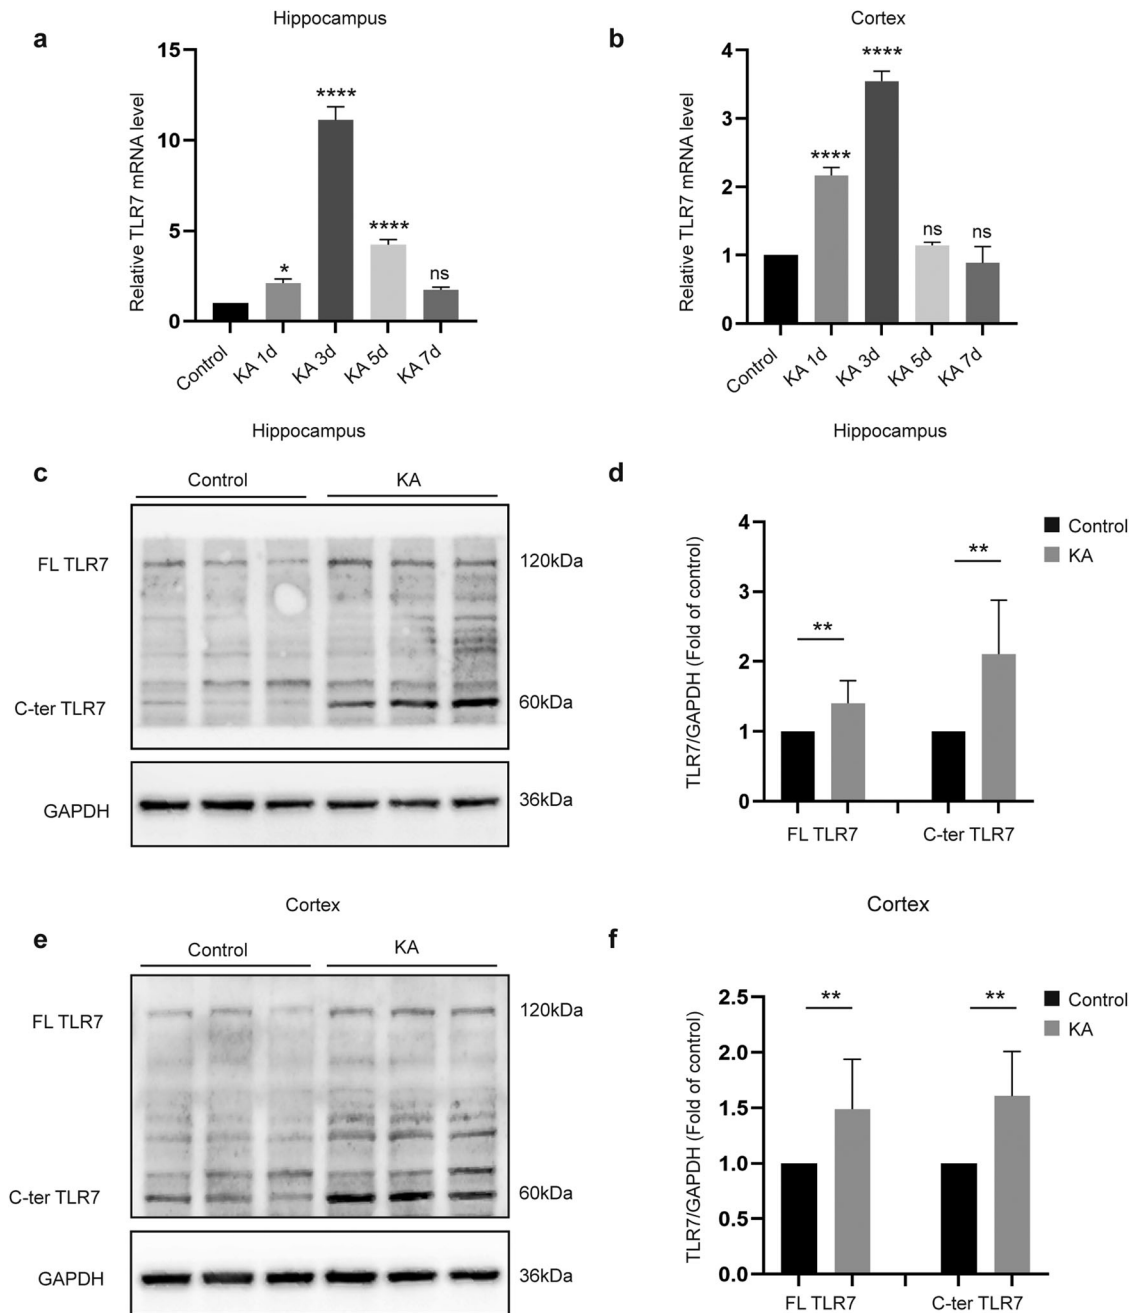 Hippocampus
a
Relative TLR7 mRNA level
15
10
5
0
*
****
****
ns
Control
KA 1d
KA 3d
KA 5d
KA 7d
Cortex
b
Relative TLR7 mRNA level
4
3
2
1
0
****
****
ns
ns
Control
KA 1d
KA 3d
KA 5d
KA 7d
Hippocampus
c
Control
KA
FL TLR7
120kDa
C-ter TLR7
60kDa
GAPDH
36kDa
Hippocampus
d
TLR7/GAPDH (Fold of control)
4
3
2
1
0
**
**
Control
KA
FL TLR7
C-ter TLR7
Cortex
e
Control
KA
FL TLR7
120kDa
C-ter TLR7
60kDa
GAPDH
36kDa
Cortex
f
TLR7/GAPDH (Fold of control)
2.5
2.0
1.5
1.0
0.5
0.0
**
**
Control
KA
FL TLR7
C-ter TLR7